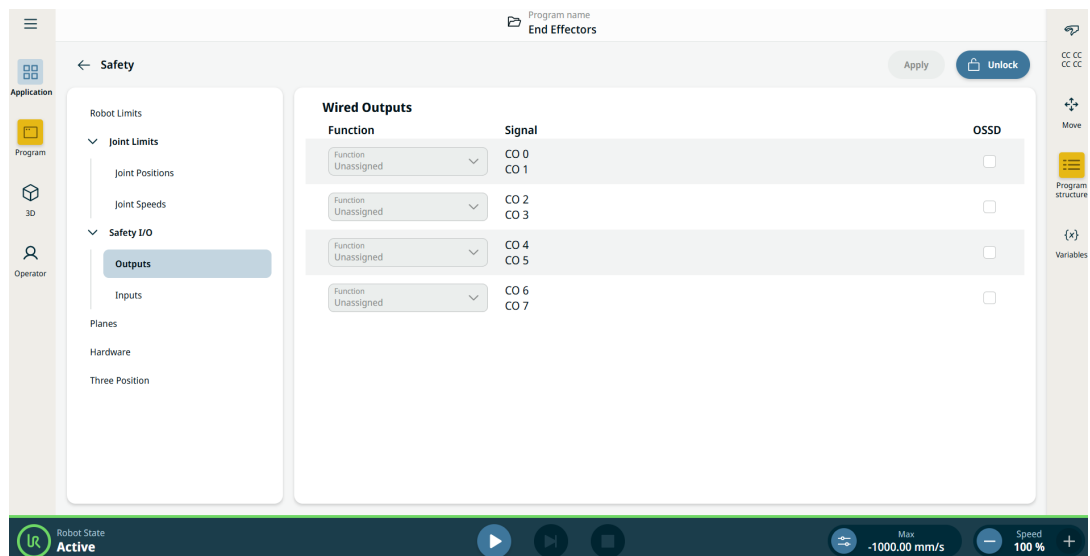 Program name
End Effectors
Application
Program
3D
Operator
Safety
Apply
Unlock
Robot Limits
Joint Limits
Joint Positions
Joint Speeds
Safety I/O
Outputs
Inputs
Planes
Hardware
Three Position
Wired Outputs
Function
Signal
OSSD
Function
Unassigned
CO 0
CO 1
Function
Unassigned
CO 2
CO 3
Function
Unassigned
CO 4
CO 5
Function
Unassigned
CO 6
CO 7
CC CC
CC CC
Move
Program
structure
{x}
Variables
UR
Robot State
Active
Max
-1000.00 mm/s
Speed
100 %